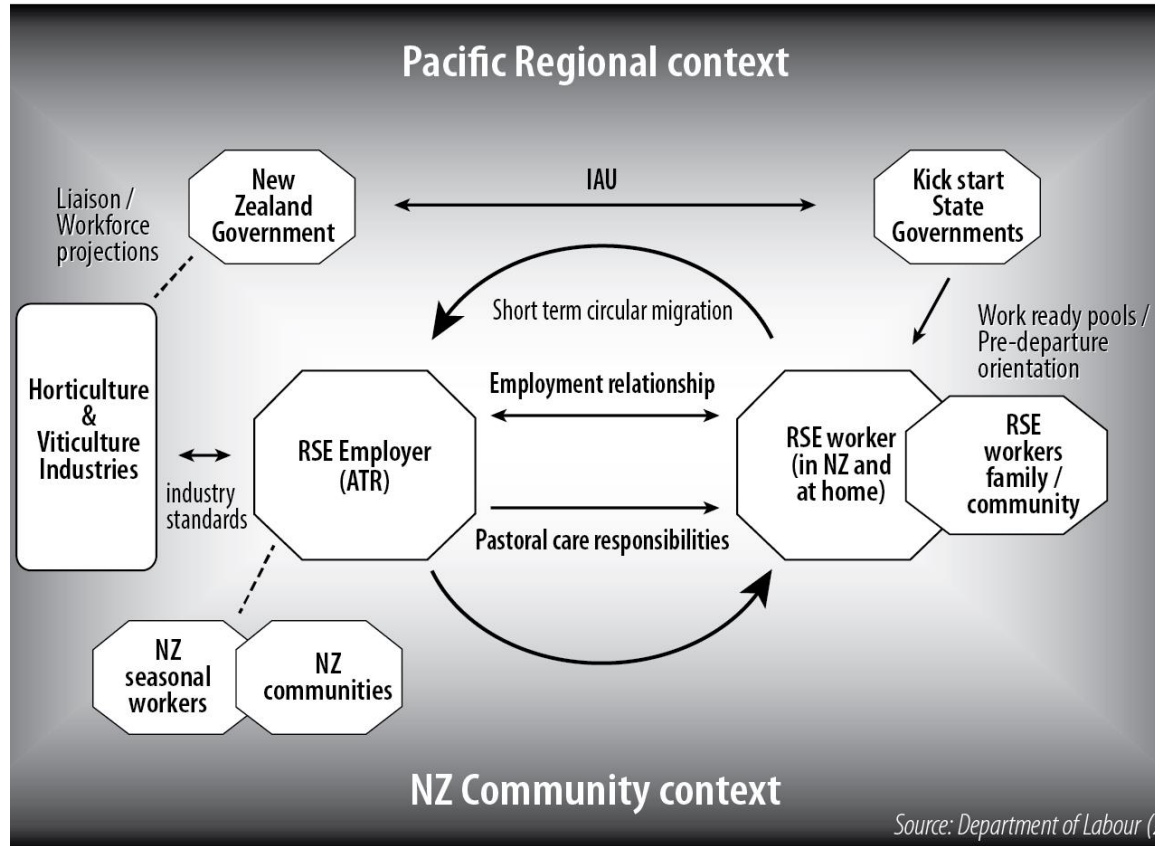 Pacific Regional context
New
Zealand
Government
IAU
Kick start
State
Governments
Liaison /
Workforce
projections
Short term circular migration
Work ready pools /
Pre-departure
orientation
Horticulture
&
Viticulture
Industries
industry
standards
RSE Employer
(ATR)
Employment relationship
Pastoral care responsibilities
RSE worker
(in NZ and
at home)
RSE
workers
family /
community
NZ
seasonal
workers
NZ
communities
NZ Community context
Source: Department of Labour (